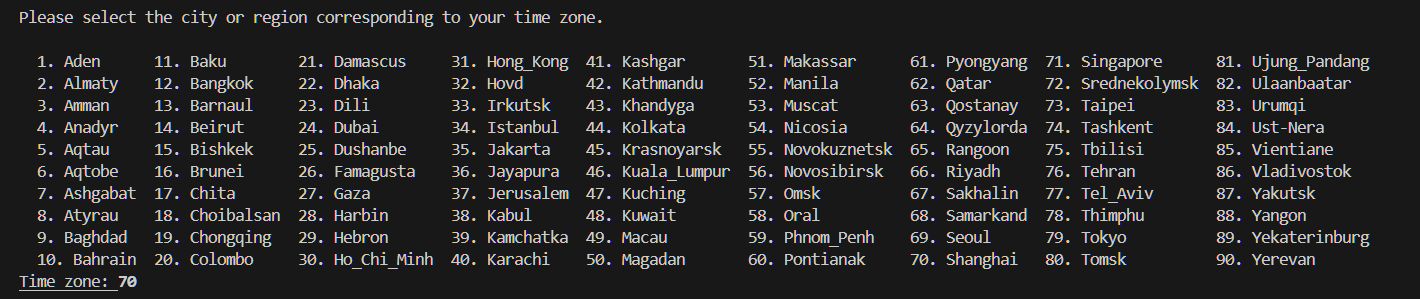 Please select the city or region corresponding to your time zone.
1. Aden 11. Baku 21. Damascus 31. Hong_Kong 41. Kashgar 51. Makassar 61. Pyongyang 71. Singapore 81. Ujung_Pandang
2. Almaty 12. Bangkok 22. Dhaka 32. Hovd 42. Kathmandu 52. Manila 62. Qatar 72. Srednekolymsk 82. Ulaanbaatar
3. Amman 13. Barnaul 23. Dili 33. Irkutsk 43. Khandyga 53. Muscat 63. Qostanay 73. Taipei 83. Urumqi
4. Anadyr 14. Beirut 24. Dubai 34. Istanbul 44. Kolkata 54. Nicosia 64. Qyzylorda 74. Tashkent 84. Ust-Nera
5. Aqtau 15. Bishkek 25. Dushanbe 35. Jakarta 45. Krasnoyarsk 55. Novokuznetsk 65. Rangoon 75. Tbilisi 85. Vientiane
6. Aqtobe 16. Brunei 26. Famagusta 36. Jayapura 46. Kuala_Lumpur 56. Novosibirsk 66. Riyadh 76. Tehran 86. Vladivostok
7. Ashgabat 17. Chita 27. Gaza 37. Jerusalem 47. Kuching 57. Omsk 67. Sakhalin 77. Tel_Aviv 87. Yakutsk
8. Atyrau 18. Choibalsan 28. Harbin 38. Kabul 48. Kuwait 58. Oral 68. Samarkand 78. Thimphu 88. Yangon
9. Baghdad 19. Chongqing 29. Hebron 39. Kamchatka 49. Macau 59. Phnom_Penh 69. Seoul 79. Tokyo 89. Yekaterinburg
10. Bahrain 20. Colombo 30. Ho_Chi_Minh 40. Karachi 50. Magadan 60. Pontianak 70. Shanghai 80. Tomsk 90. Yerevan
Time zone: 70